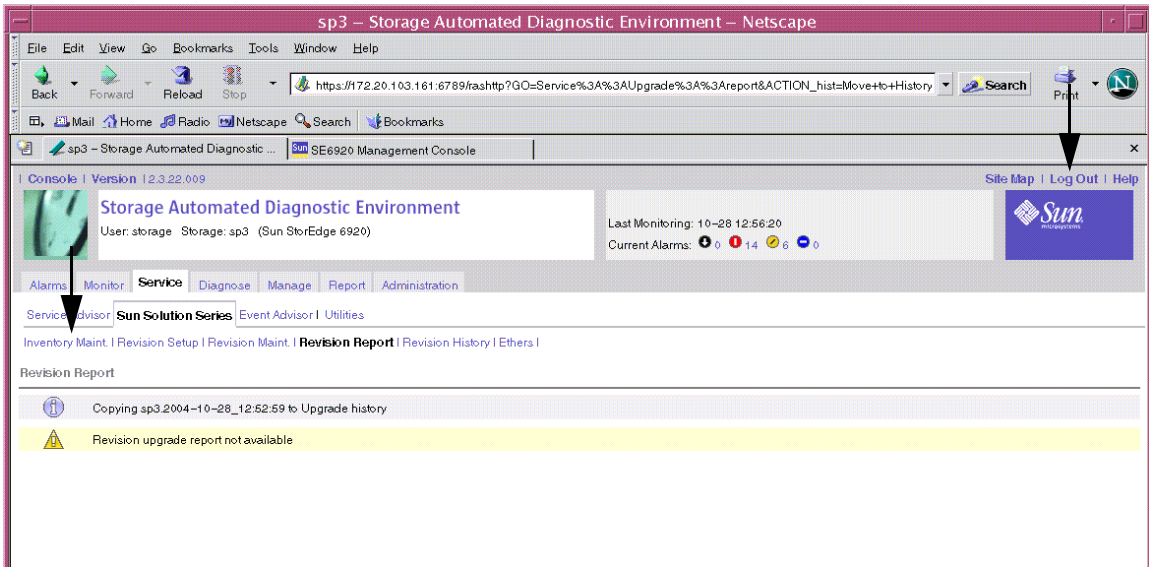 sp3 – Storage Automated Diagnostic Environment – Netscape
File Edit View Go Bookmarks Tools Window Help
Back Forward Reload Stop https://172.20.103.161:6789/rashttp?GO=Service%3A%3AUpgrade%3A%3Areport&ACTION_hist=Move+to+History Search Print N
Mail Home Radio Netscape Search Bookmarks
sp3 – Storage Automated Diagnostic ... Sun SE6920 Management Console x
| Console | Version | 2.3.22.009 Site Map | Log Out | Help
Storage Automated Diagnostic Environment
User: storage Storage: sp3 (Sun StorEdge 6920)
Last Monitoring: 10–28 12:56:20
Current Alarms: 0 14 6 0
Sun
microsystems
Alarms Monitor Service Diagnose Manage Report Administration
Service Advisor Sun Solution Series Event Advisor | Utilities
Inventory Maint. | Revision Setup | Revision Maint. | Revision Report | Revision History | Ethers |
Revision Report
Copying sp3.2004–10–28_12:52:59 to Upgrade history
Revision upgrade report not available